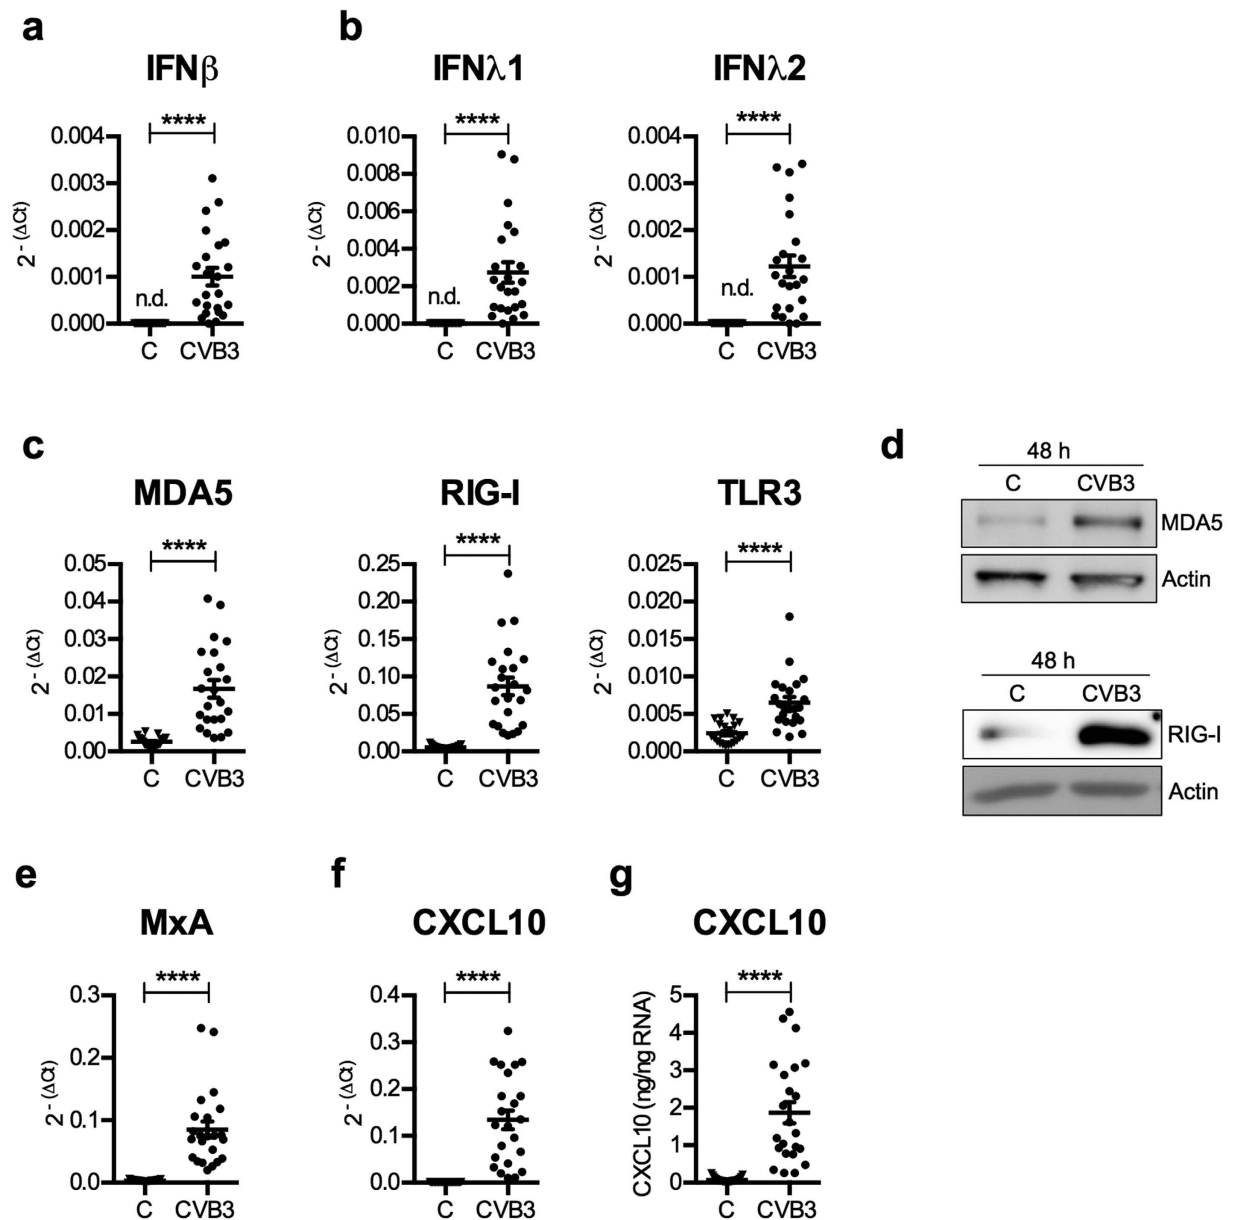 a
b
IFNβ
IFNλ1
IFNλ2
****
****
****
0.004
0.003
0.002
0.001
0.000
2 - (ΔCt)
n.d.
C CVB3
0.010
0.008
0.006
0.004
0.002
0.000
2 - (ΔCt)
n.d.
C CVB3
0.004
0.003
0.002
0.001
0.000
2 - (ΔCt)
n.d.
C CVB3
c
d
MDA5
RIG-I
TLR3
****
****
****
0.05
0.04
0.03
0.02
0.01
0.00
2 - (ΔCt)
C CVB3
0.25
0.20
0.15
0.10
0.05
0.00
2 - (ΔCt)
C CVB3
0.025
0.020
0.015
0.010
0.005
0.000
2 - (ΔCt)
C CVB3
48 h
C CVB3
MDA5
Actin
48 h
C CVB3
RIG-I
Actin
e
f
g
MxA
CXCL10
CXCL10
****
****
****
0.3
0.2
0.1
0.0
2 - (ΔCt)
C CVB3
0.4
0.3
0.2
0.1
0.0
2 - (ΔCt)
C CVB3
5
4
3
2
1
0
CXCL10 (ng/ng RNA)
C CVB3